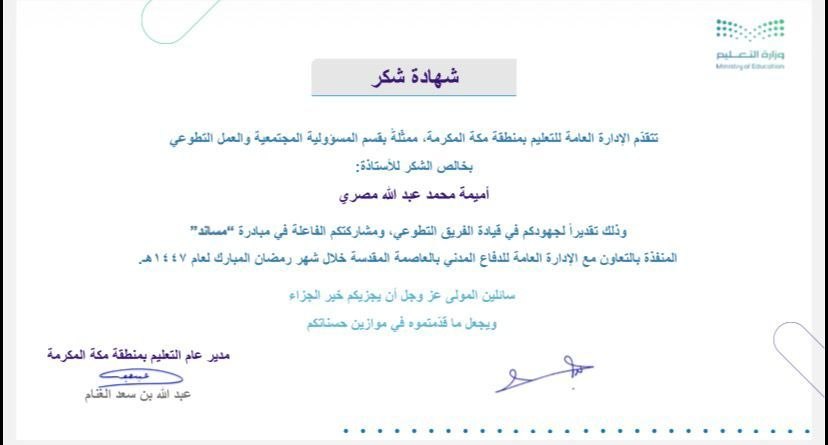 وزارة التعليم
Ministry of Education
شهادة شكر
تتقدّم الإدارة العامة للتعليم بمنطقة مكة المكرمة، ممثّلةً بقسم المسؤولية المجتمعية والعمل التطوعي
بخالص الشكر للأستاذة:
أميمة محمد عبد الله مصري
وذلك تقديراً لجهودكم في قيادة الفريق التطوعي، ومشاركتكم الفاعلة في مبادرة “مساند”
المنفذة بالتعاون مع الإدارة العامة للدفاع المدني بالعاصمة المقدسة خلال شهر رمضان المبارك لعام ١٤٤٧هـ.
سائلين المولى عز وجل أن يجزيكم خير الجزاء
ويجعل ما قدّمتموه في موازين حسناتكم
مدير عام التعليم بمنطقة مكة المكرمة
عبد الله بن سعد الغنام